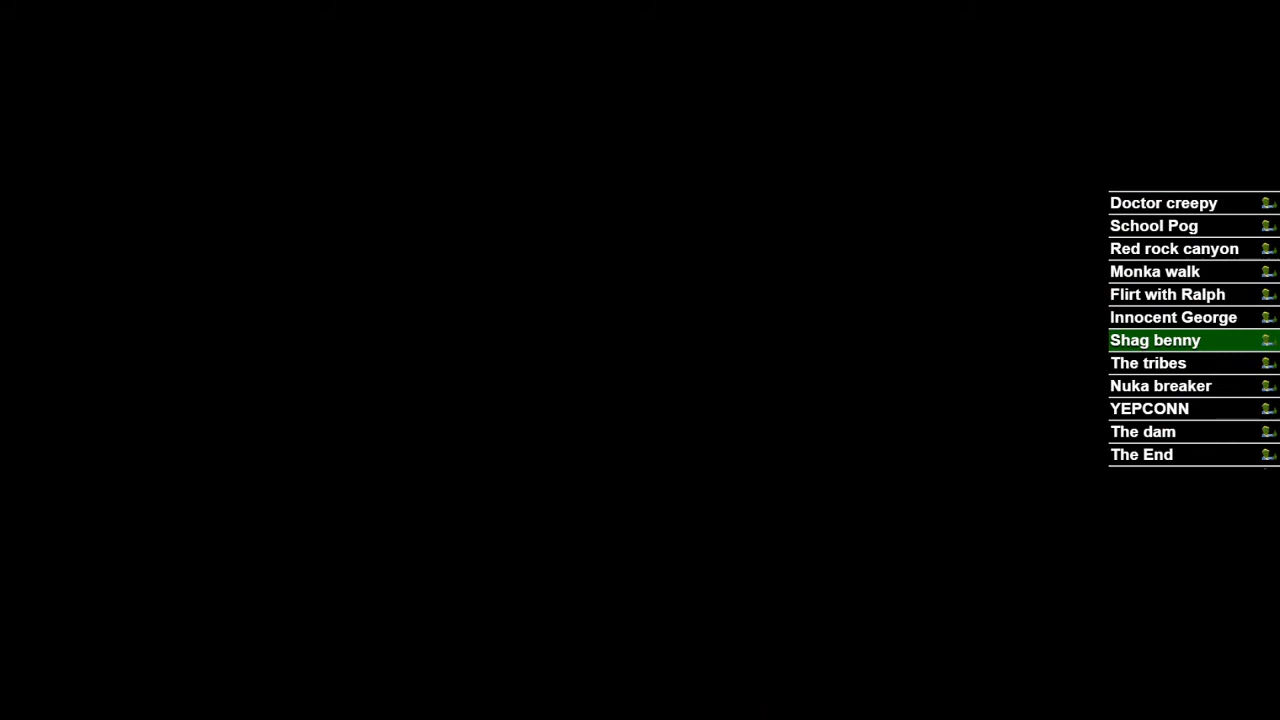 Doctor creepy
School Pog
Red rock canyon
Monka walk
Flirt with Ralph
Innocent George
Shag benny
The tribes
Nuka breaker
YEPCONN
The dam
The End